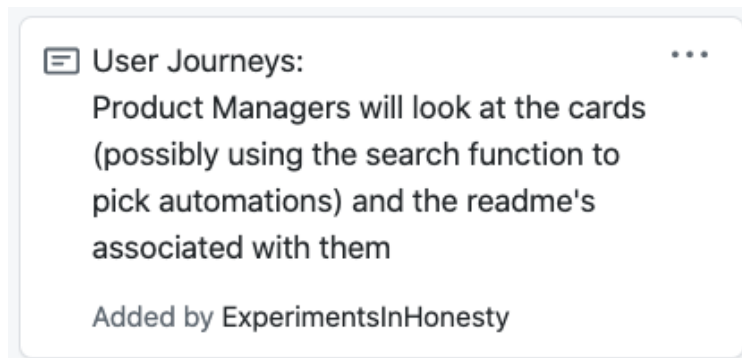 User Journeys:
Product Managers will look at the cards
(possibly using the search function to
pick automations) and the readme's
associated with them
Added by ExperimentsInHonesty